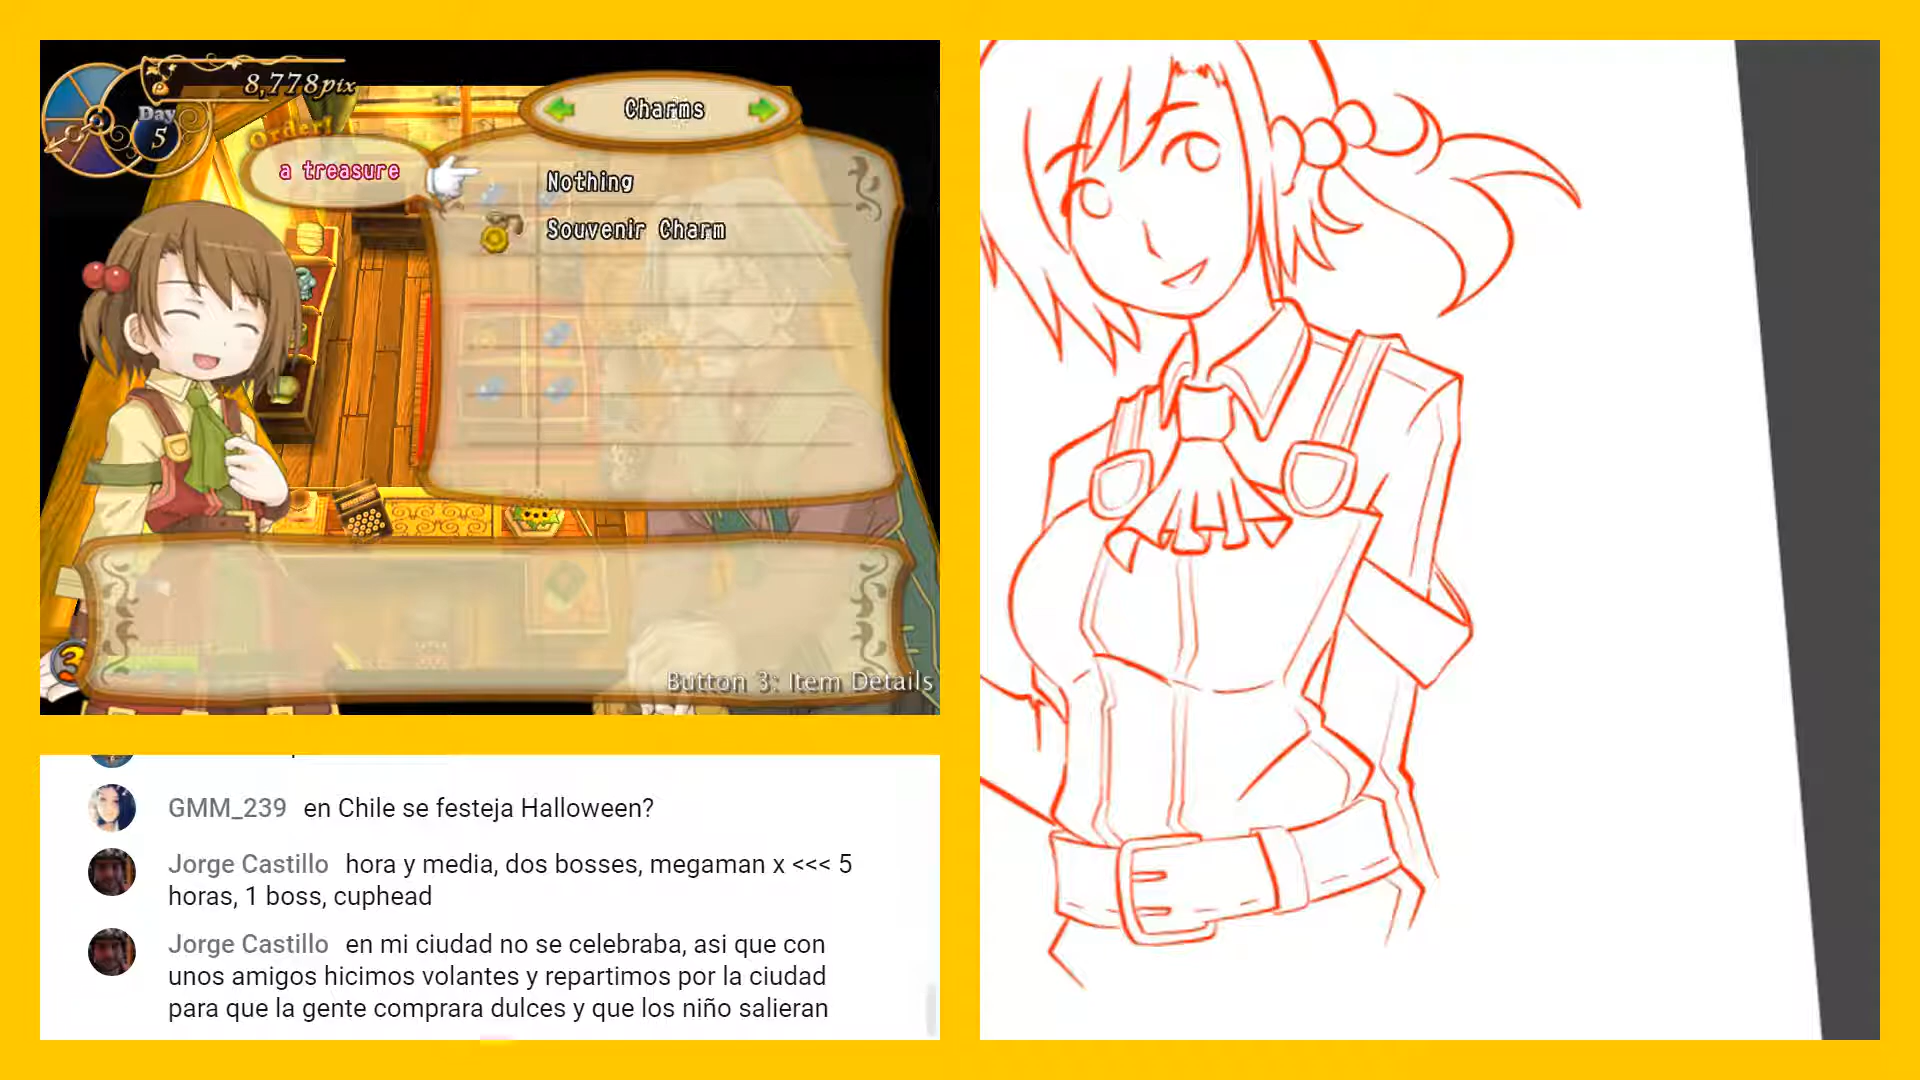 8,778pix
Day
5
Order!
Charms
a treasure
Nothing
Souvenir Charm
3
Button 3: Item Details
GMM_239 en Chile se festeja Halloween?
Jorge Castillo hora y media, dos bosses, megaman x <<< 5
horas, 1 boss, cuphead
Jorge Castillo en mi ciudad no se celebraba, asi que con
unos amigos hicimos volantes y repartimos por la ciudad
para que la gente comprara dulces y que los niño salieran